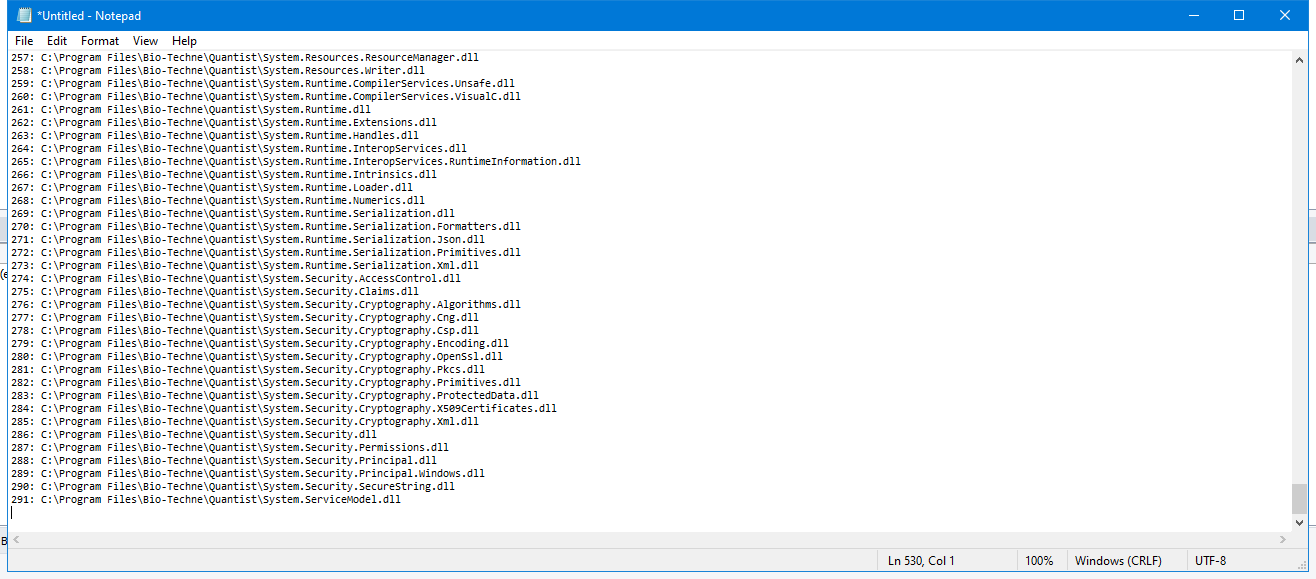 *Untitled - Notepad
File Edit Format View Help
257: C:\Program Files\Bio-Techne\Quantist\System.Resources.ResourceManager.dll
258: C:\Program Files\Bio-Techne\Quantist\System.Resources.Writer.dll
259: C:\Program Files\Bio-Techne\Quantist\System.Runtime.CompilerServices.Unsafe.dll
260: C:\Program Files\Bio-Techne\Quantist\System.Runtime.CompilerServices.VisualC.dll
261: C:\Program Files\Bio-Techne\Quantist\System.Runtime.dll
262: C:\Program Files\Bio-Techne\Quantist\System.Runtime.Extensions.dll
263: C:\Program Files\Bio-Techne\Quantist\System.Runtime.Handles.dll
264: C:\Program Files\Bio-Techne\Quantist\System.Runtime.InteropServices.dll
265: C:\Program Files\Bio-Techne\Quantist\System.Runtime.InteropServices.RuntimeInformation.dll
266: C:\Program Files\Bio-Techne\Quantist\System.Runtime.Intrinsics.dll
267: C:\Program Files\Bio-Techne\Quantist\System.Runtime.Loader.dll
268: C:\Program Files\Bio-Techne\Quantist\System.Runtime.Numerics.dll
269: C:\Program Files\Bio-Techne\Quantist\System.Runtime.Serialization.dll
270: C:\Program Files\Bio-Techne\Quantist\System.Runtime.Serialization.Formatters.dll
271: C:\Program Files\Bio-Techne\Quantist\System.Runtime.Serialization.Json.dll
272: C:\Program Files\Bio-Techne\Quantist\System.Runtime.Serialization.Primitives.dll
273: C:\Program Files\Bio-Techne\Quantist\System.Runtime.Serialization.Xml.dll
274: C:\Program Files\Bio-Techne\Quantist\System.Security.AccessControl.dll
275: C:\Program Files\Bio-Techne\Quantist\System.Security.Claims.dll
276: C:\Program Files\Bio-Techne\Quantist\System.Security.Cryptography.Algorithms.dll
277: C:\Program Files\Bio-Techne\Quantist\System.Security.Cryptography.Cng.dll
278: C:\Program Files\Bio-Techne\Quantist\System.Security.Cryptography.Csp.dll
279: C:\Program Files\Bio-Techne\Quantist\System.Security.Cryptography.Encoding.dll
280: C:\Program Files\Bio-Techne\Quantist\System.Security.Cryptography.OpenSsl.dll
281: C:\Program Files\Bio-Techne\Quantist\System.Security.Cryptography.Pkcs.dll
282: C:\Program Files\Bio-Techne\Quantist\System.Security.Cryptography.Primitives.dll
283: C:\Program Files\Bio-Techne\Quantist\System.Security.Cryptography.ProtectedData.dll
284: C:\Program Files\Bio-Techne\Quantist\System.Security.Cryptography.X509Certificates.dll
285: C:\Program Files\Bio-Techne\Quantist\System.Security.Cryptography.Xml.dll
286: C:\Program Files\Bio-Techne\Quantist\System.Security.dll
287: C:\Program Files\Bio-Techne\Quantist\System.Security.Permissions.dll
288: C:\Program Files\Bio-Techne\Quantist\System.Security.Principal.dll
289: C:\Program Files\Bio-Techne\Quantist\System.Security.Principal.Windows.dll
290: C:\Program Files\Bio-Techne\Quantist\System.Security.SecureString.dll
291: C:\Program Files\Bio-Techne\Quantist\System.ServiceModel.dll
Ln 530, Col 1 100% Windows (CRLF) UTF-8